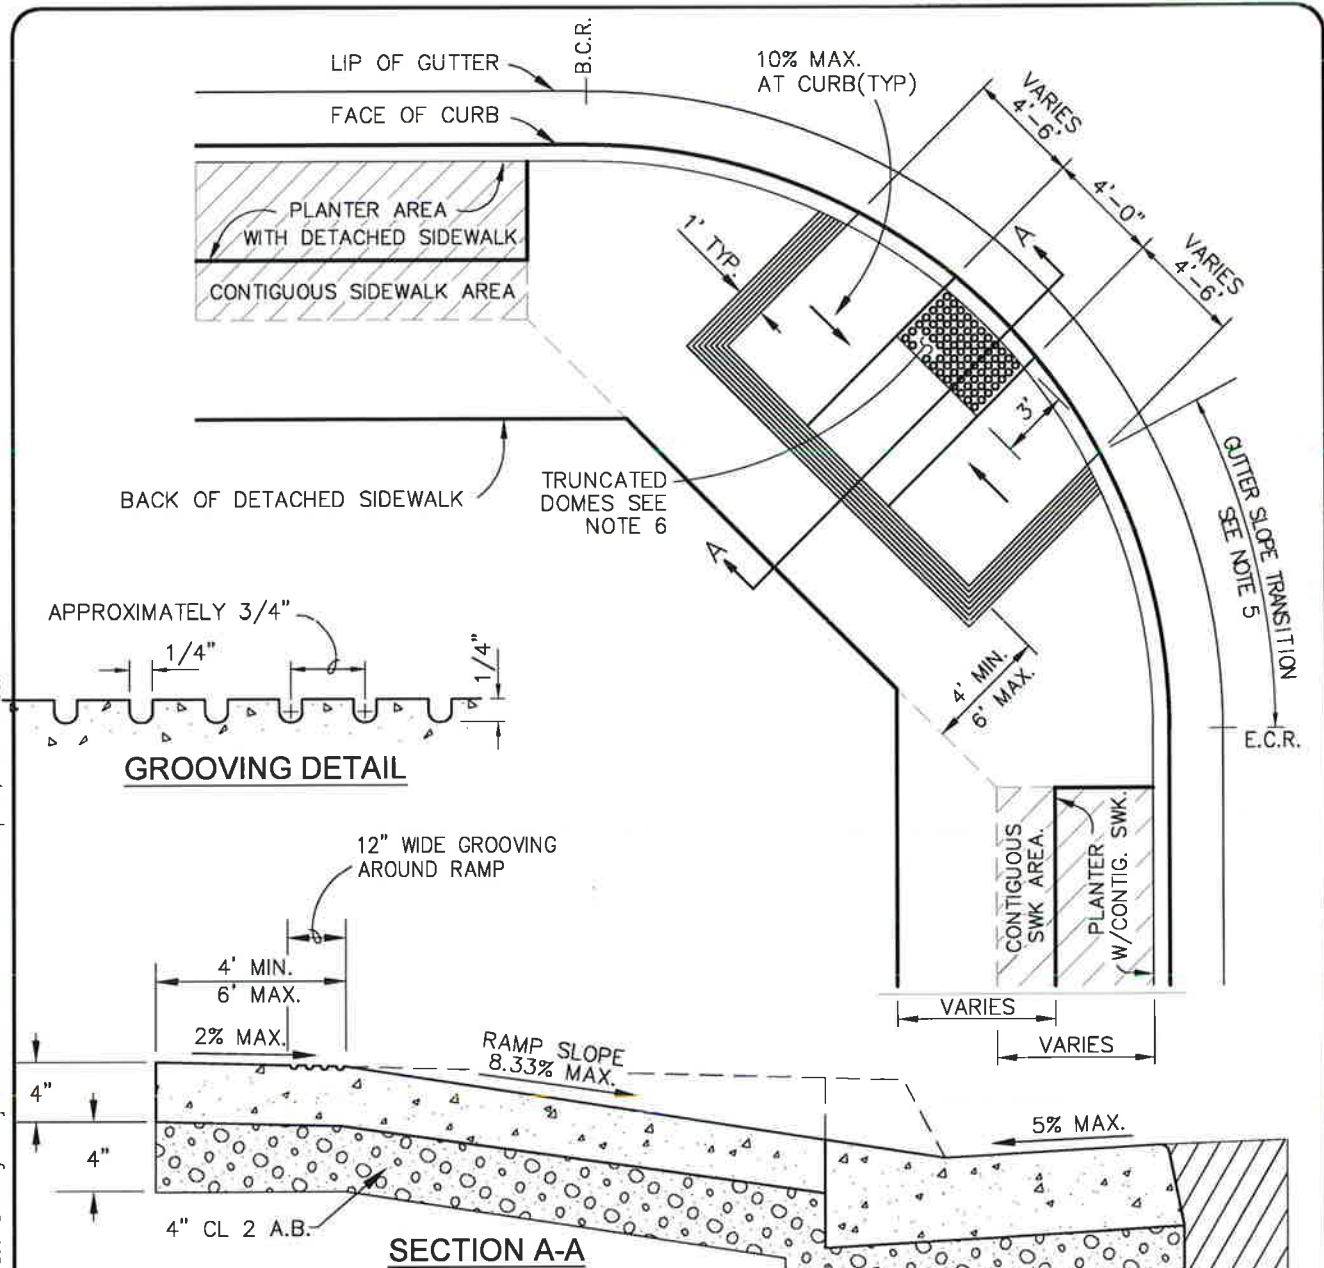 LIP OF GUTTER
B.C.R.
10% MAX.
AT CURB(TYP)
VARIES
4'-6"
FACE OF CURB
4'-0"
VARIES
4'-6"
PLANTER AREA
WITH DETACHED SIDEWALK
1' TYP.
A
CONTIGUOUS SIDEWALK AREA
3'
BACK OF DETACHED SIDEWALK
TRUNCATED
DOMES SEE
NOTE 6
A
GUTTER SLOPE TRANSITION
SEE NOTE 5
APPROXIMATELY 3/4"
1/4"
1/4"
4' MIN.
6' MAX.
E.C.R.
GROOVING DETAIL
12" WIDE GROOVING
AROUND RAMP
CONTIGUOUS
SWK AREA.
PLANTER
W/CONTIG. SWK.
4' MIN.
6' MAX.
VARIES
VARIES
2% MAX.
RAMP SLOPE
8.33% MAX.
4"
5% MAX.
4"
4" CL 2 A.B.
SECTION A-A